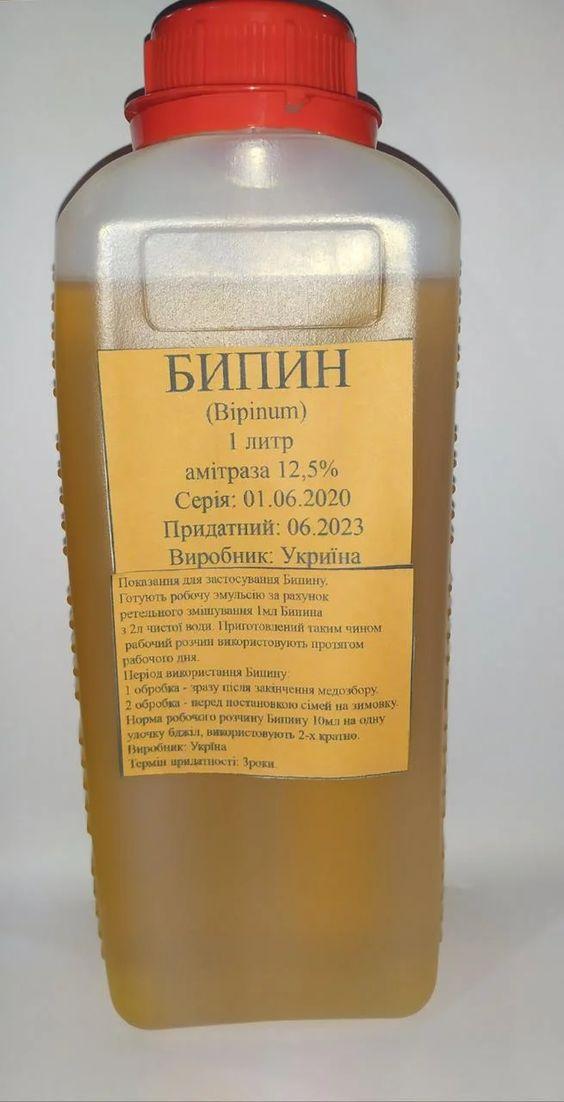 БИПИН
(Bipinum)
1 литр
амітраза 12,5%
Серія: 01.06.2020
Придатний: 06.2023
Виробник: Укриїна
Показання для застосування Бипину.
Готують робочу эмульсію за рахунок
ретельного змішування 1мл Бипина
з 2л чистої води. Приготовлений таким чином
рабочий розчин використовують протягом
рабочого дня.
Період використання Бипину:
1 обробка - зразу після закінчення медозбору.
2 обробка - перед постановкою сімей на зимовку.
Норма робочого розчину Бипину 10мл на одну
улочку бджіл, використовують 2-х кратно.
Виробник: Укріїна
Термін придатності: 3роки.